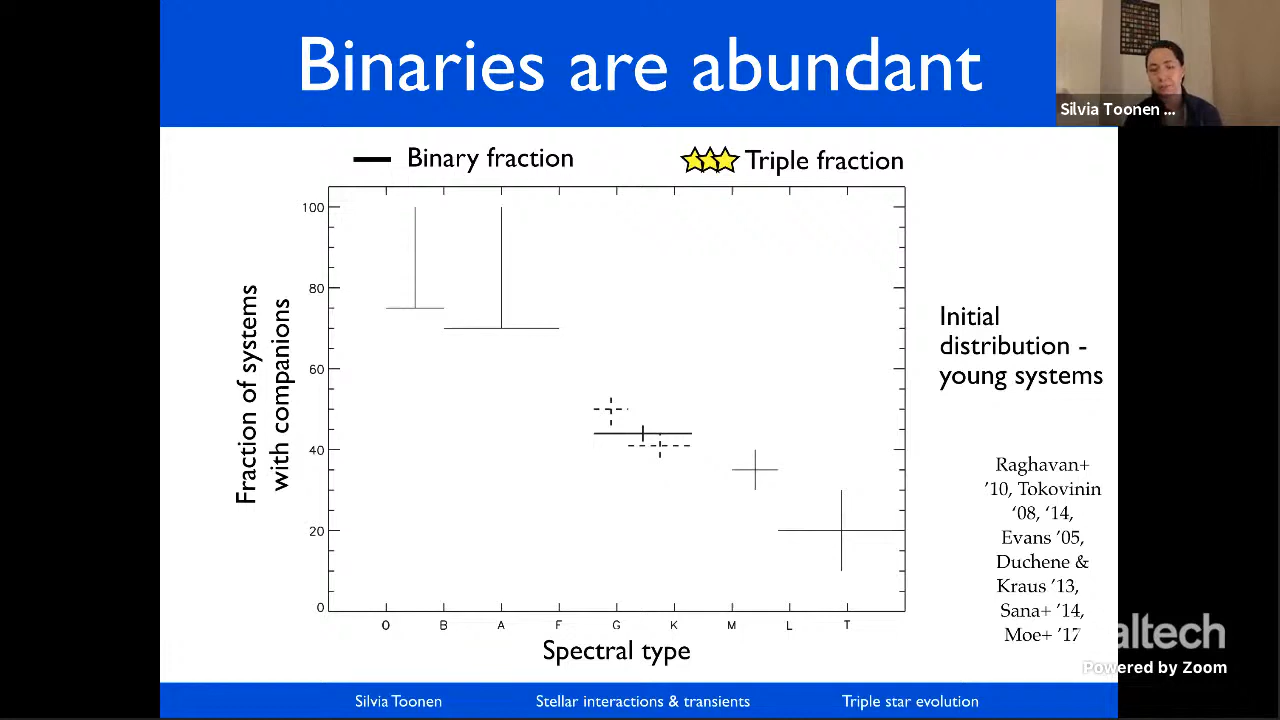 Binaries are abundant
Silvia Toonen ...
Binary fraction
Triple fraction
100
80
60
40
20
0
Fraction of systems
with companions
O B A F G K M L T
Spectral type
Initial
distribution -
young systems
Raghavan+
'10, Tokovinin
'08, '14,
Evans '05,
Duchene &
Kraus '13,
Sana+ '14,
Moe+ '17
altech
Powered by Zoom
Silvia Toonen
Stellar interactions & transients
Triple star evolution